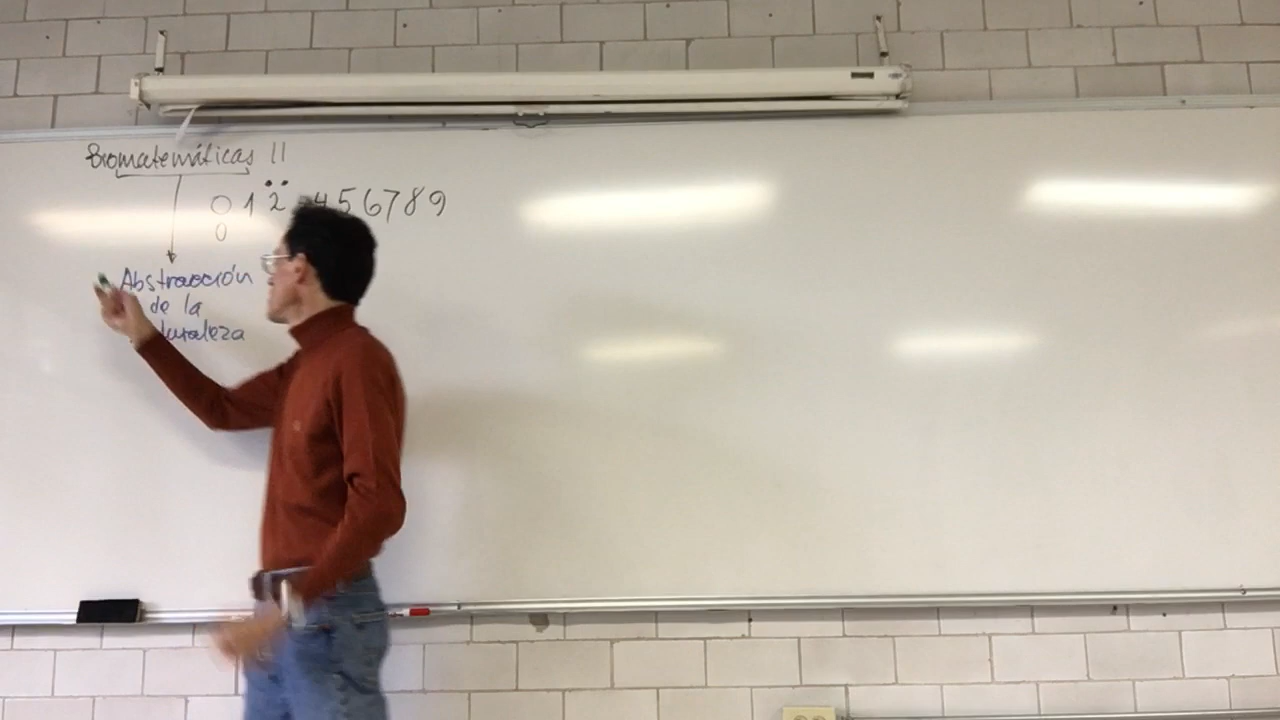 Biomatemáticas II
0 1 2 4 5 6 7 8 9
0
Abstracción
de la